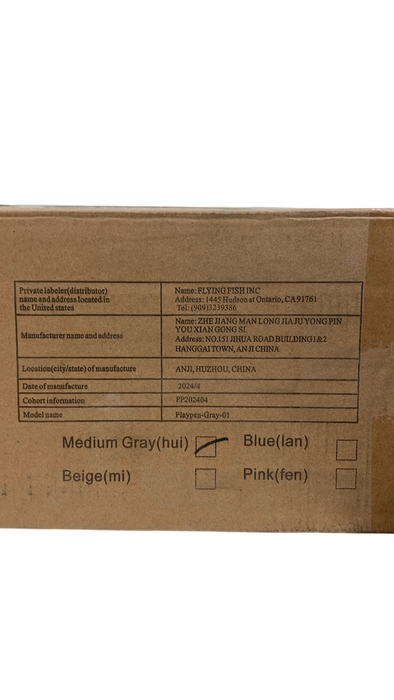 Private labeler(distributor)
name and address located in
the United states
Name: FLYING FISH INC
Address: 1445 Hudson at Ontario, CA 91761
Tel: (909)3239386
Manufacturer name and address
Name: ZHE JIANG MAN LONG JIA JU YONG PIN
YOU XIAN GONG SI.
Address: NO.151 JIHUA ROAD BUILDING1&2
HANGGAI TOWN, ANJI CHINA
Location(city/state) of manufacture
ANJI, HUZHOU, CHINA
Date of manufacture
2024/4
Cohort information
PP202404
Model name
Playpen-Gray-01
Medium Gray(hui)
Blue(lan)
Beige(mi)
Pink(fen)